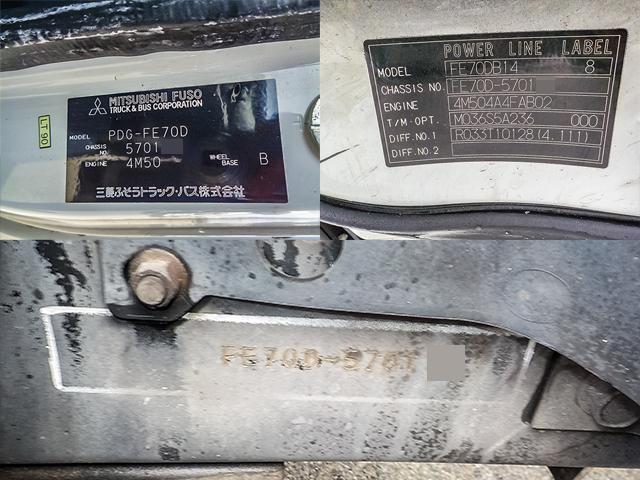 MITSUBISHI FUSO
TRUCK & BUS CORPORATION
LT90
MODEL PDG-FE70D
CHASSIS NO. 5701
ENGINE 4M50 WHEEL BASE B
三菱ふそうトラック・バス株式会社
POWER LINE LABEL
MODEL FE70DB14 8
CHASSIS NO. FE70D-5701
ENGINE 4M504A4FAB02
T/M-OPT. M036S5A236 000
DIFF.NO.1 R033T10128(4.111)
DIFF.NO.2
FE70D-5701